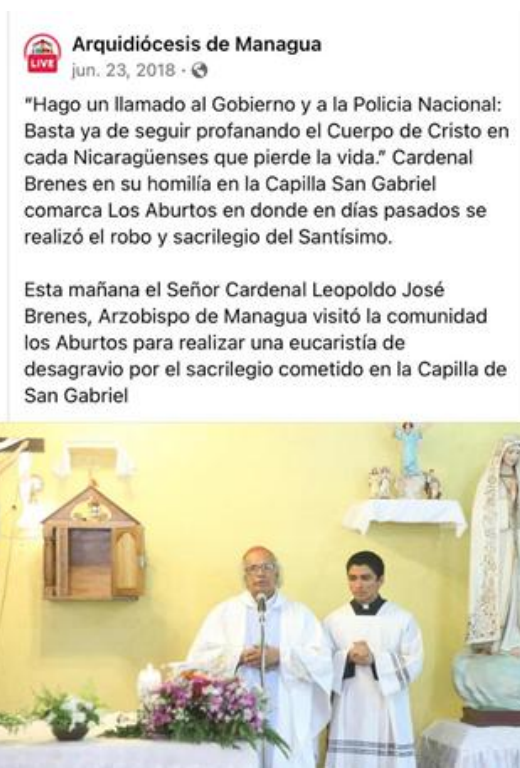 Arquidiócesis de Managua
LIVE
jun. 23, 2018 ·
"Hago un llamado al Gobierno y a la Policia Nacional:
Basta ya de seguir profanando el Cuerpo de Cristo en
cada Nicaragüenses que pierde la vida." Cardenal
Brenes en su homilía en la Capilla San Gabriel
comarca Los Aburtos en donde en días pasados se
realizó el robo y sacrilegio del Santísimo.
Esta mañana el Señor Cardenal Leopoldo José
Brenes, Arzobispo de Managua visitó la comunidad
los Aburtos para realizar una eucaristía de
desagravio por el sacrilegio cometido en la Capilla de
San Gabriel